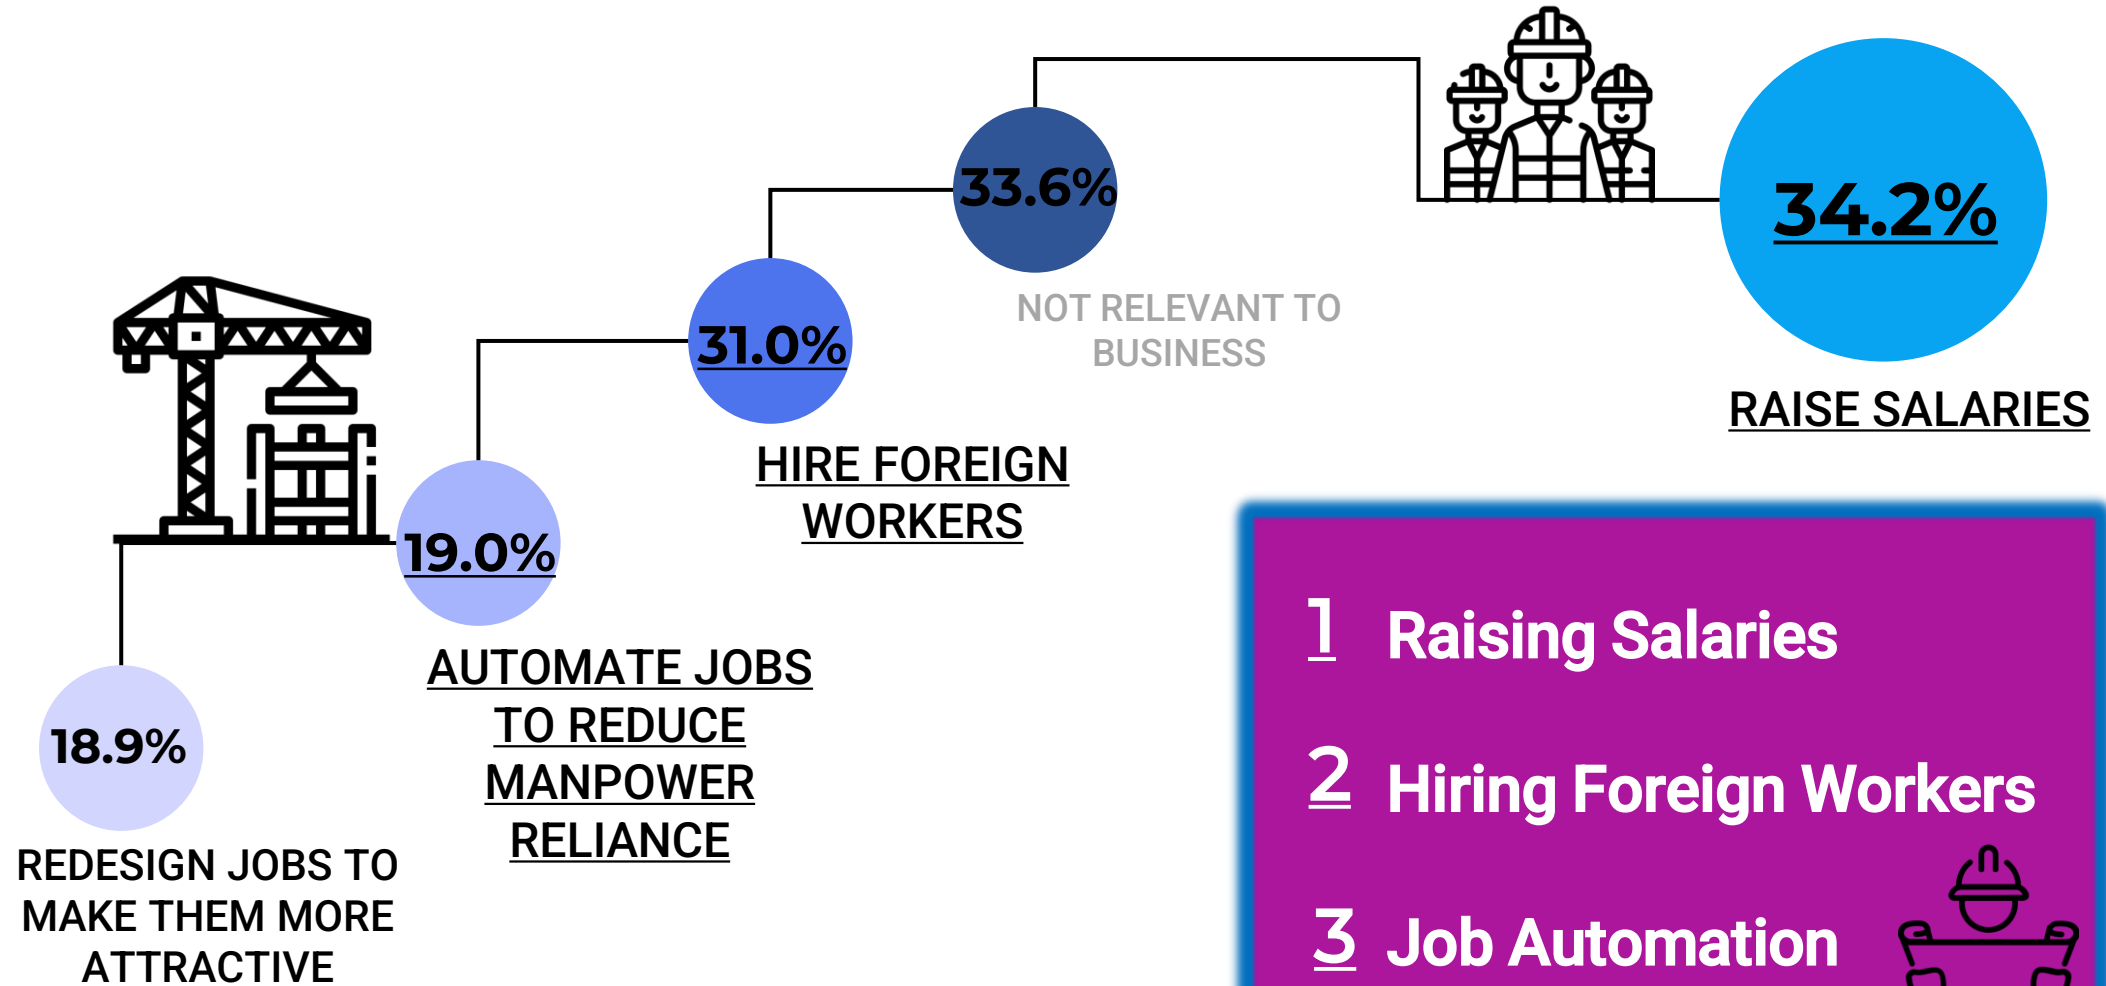 33.6%
NOT RELEVANT TO
BUSINESS
34.2%
RAISE SALARIES
31.0%
HIRE FOREIGN
WORKERS
19.0%
AUTOMATE JOBS
TO REDUCE
MANPOWER
RELIANCE
18.9%
REDESIGN JOBS TO
MAKE THEM MORE
ATTRACTIVE
1 Raising Salaries
2 Hiring Foreign Workers
3 Job Automation